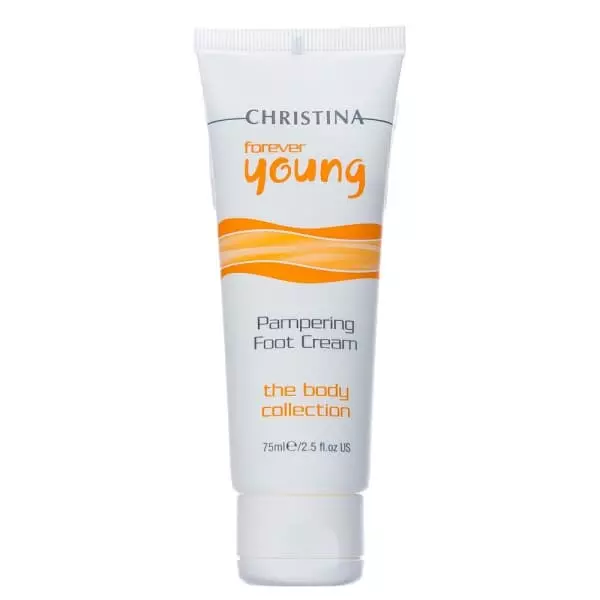 CHRISTINA
forever
young
Pampering
Foot Cream
the body
collection
75ml℮/2.5 fl.oz US